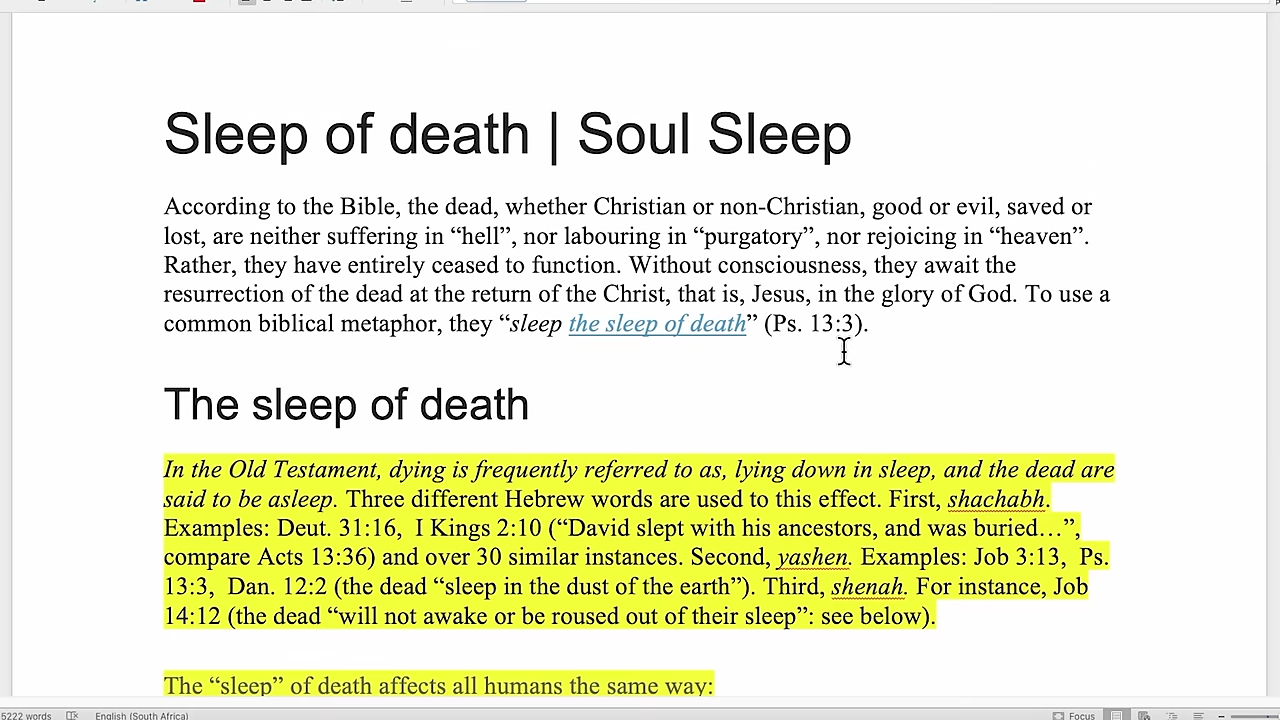 Sleep of death | Soul Sleep
According to the Bible, the dead, whether Christian or non-Christian, good or evil, saved or
lost, are neither suffering in “hell”, nor labouring in “purgatory”, nor rejoicing in “heaven”.
Rather, they have entirely ceased to function. Without consciousness, they await the
resurrection of the dead at the return of the Christ, that is, Jesus, in the glory of God. To use a
common biblical metaphor, they “sleep the sleep of death” (Ps. 13:3).
The sleep of death
In the Old Testament, dying is frequently referred to as, lying down in sleep, and the dead are
said to be asleep. Three different Hebrew words are used to this effect. First, shachabh.
Examples: Deut. 31:16,  I Kings 2:10 (“David slept with his ancestors, and was buried…”,
compare Acts 13:36) and over 30 similar instances. Second, yashen. Examples: Job 3:13,  Ps.
13:3,  Dan. 12:2 (the dead “sleep in the dust of the earth”). Third, shenah. For instance, Job
14:12 (the dead “will not awake or be roused out of their sleep”: see below).
The “sleep” of death affects all humans the same way:
5222 words English (South Africa) Focus